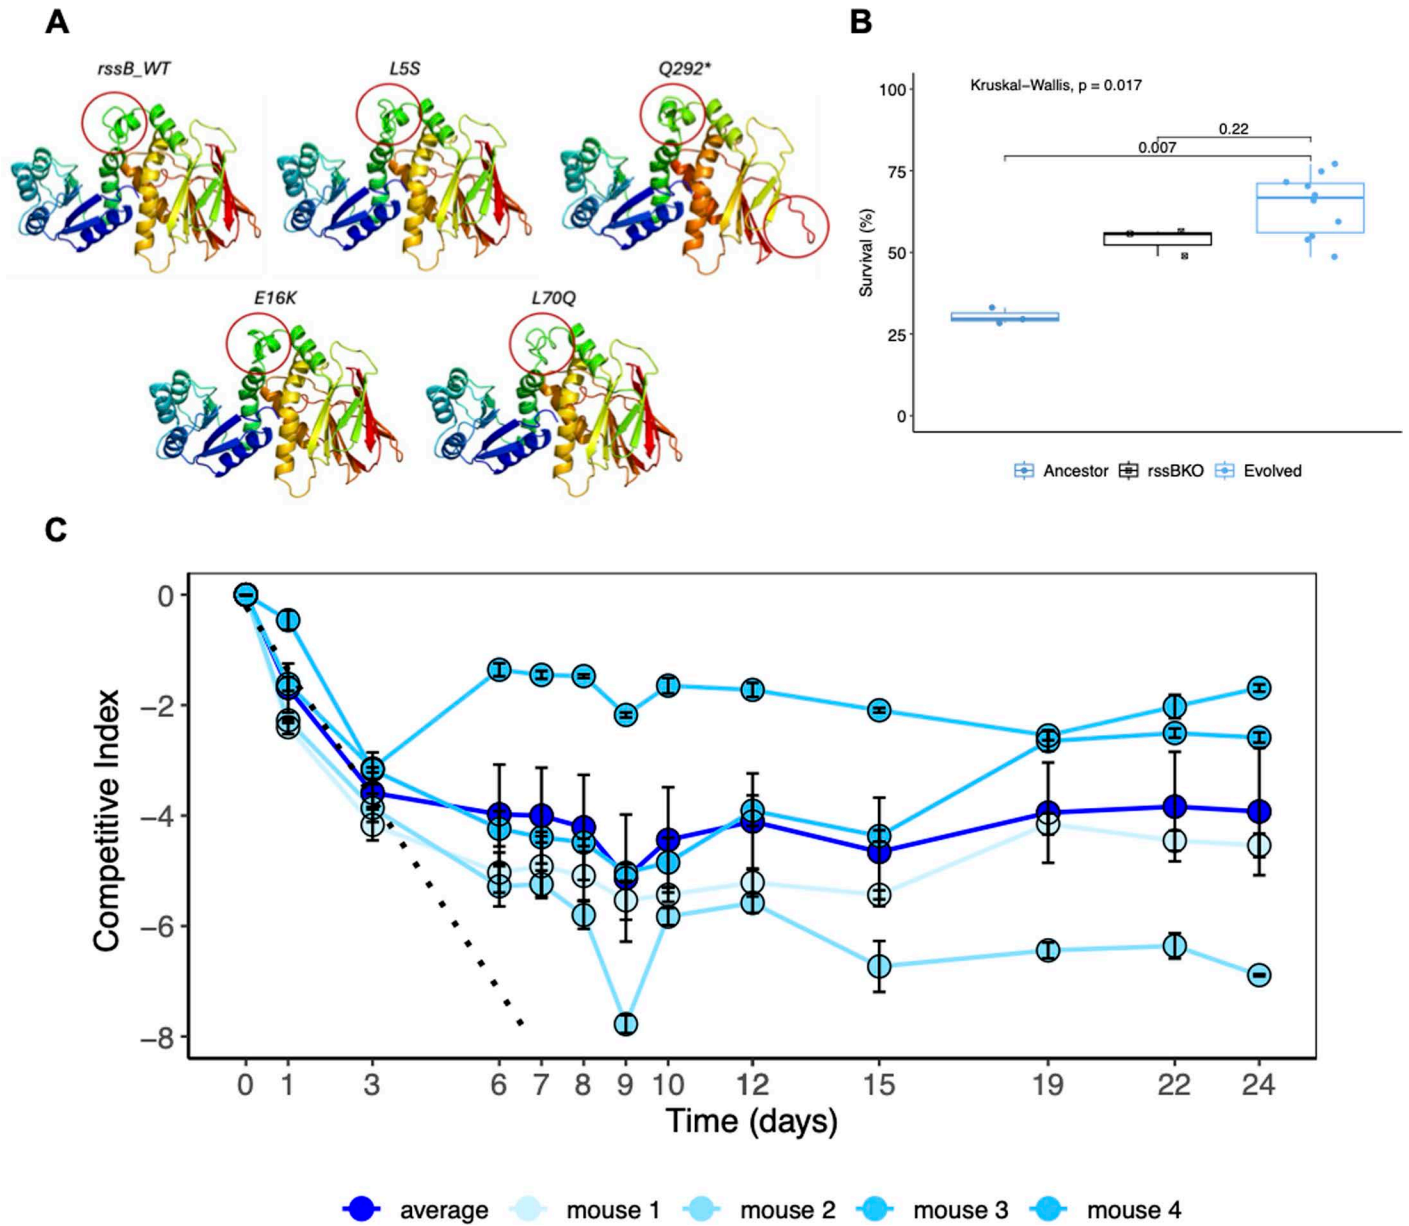 A
B
rssB_WT
L5S
Q292*
E16K
L70Q
Kruskal−Wallis, p = 0.017
0.22
0.007
100
75
50
25
0
Survival (%)
Ancestor rssBKO Evolved
C
0
−2
−4
−6
−8
Competitive Index
0 1 3 6 7 8 9 10 12 15 19 22 24
Time (days)
average mouse 1 mouse 2 mouse 3 mouse 4